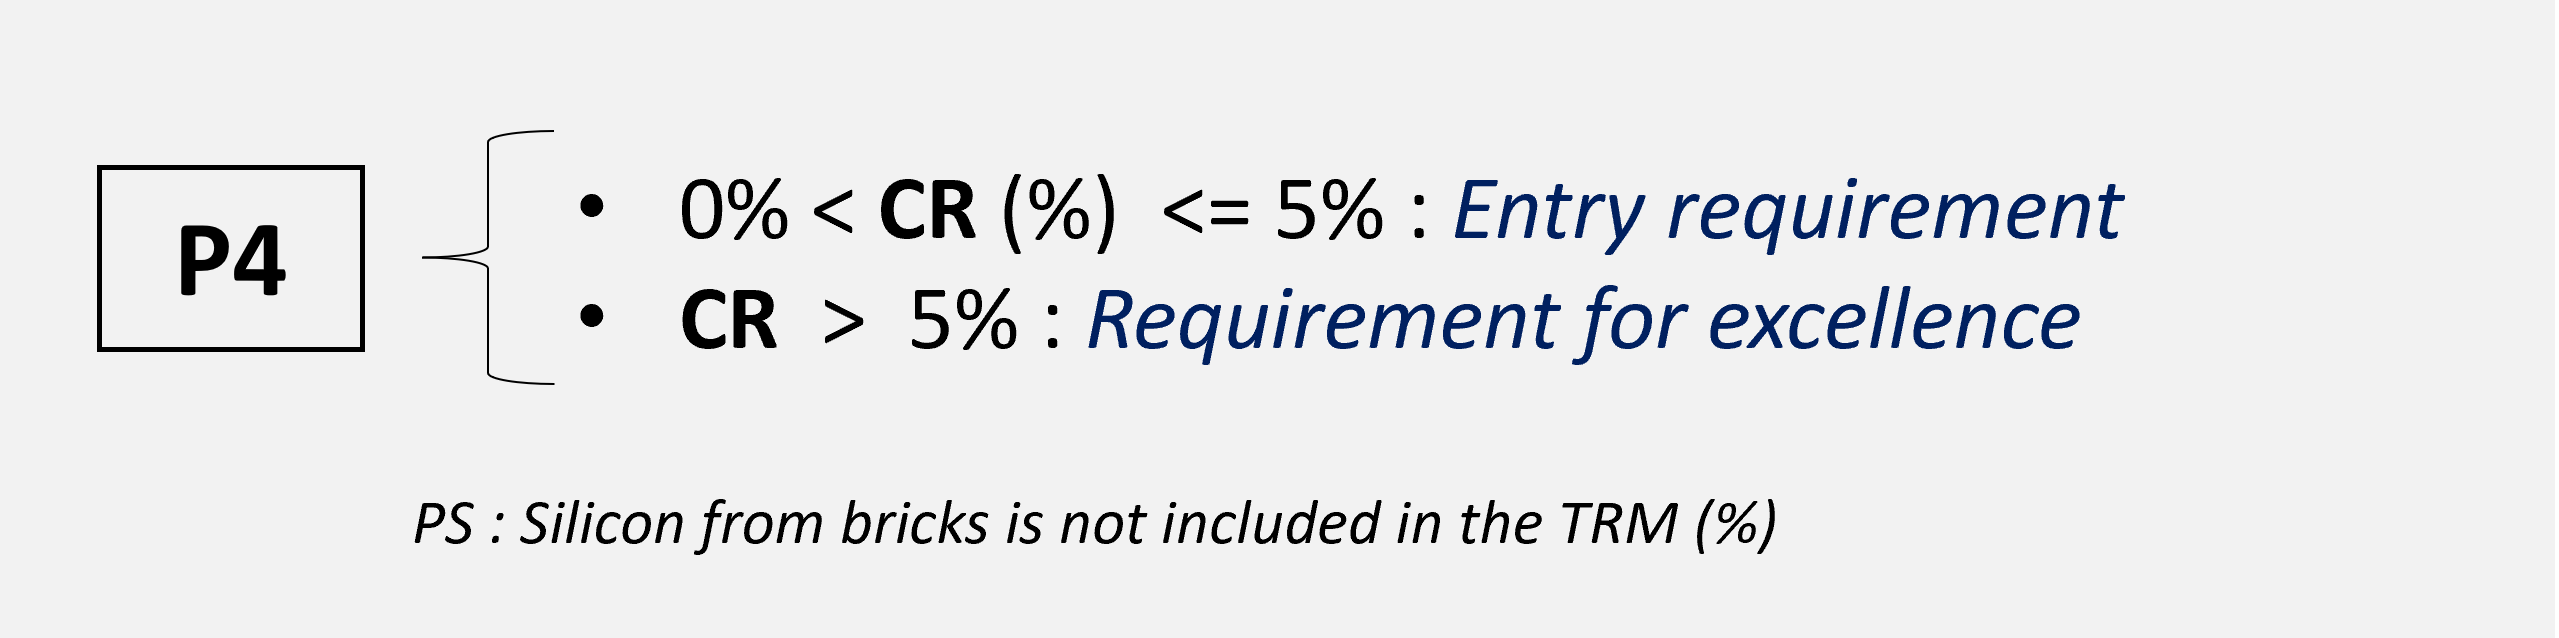 P4
• 0% < CR (%) <= 5% : Entry requirement
• CR > 5% : Requirement for excellence
PS : Silicon from bricks is not included in the TRM (%)